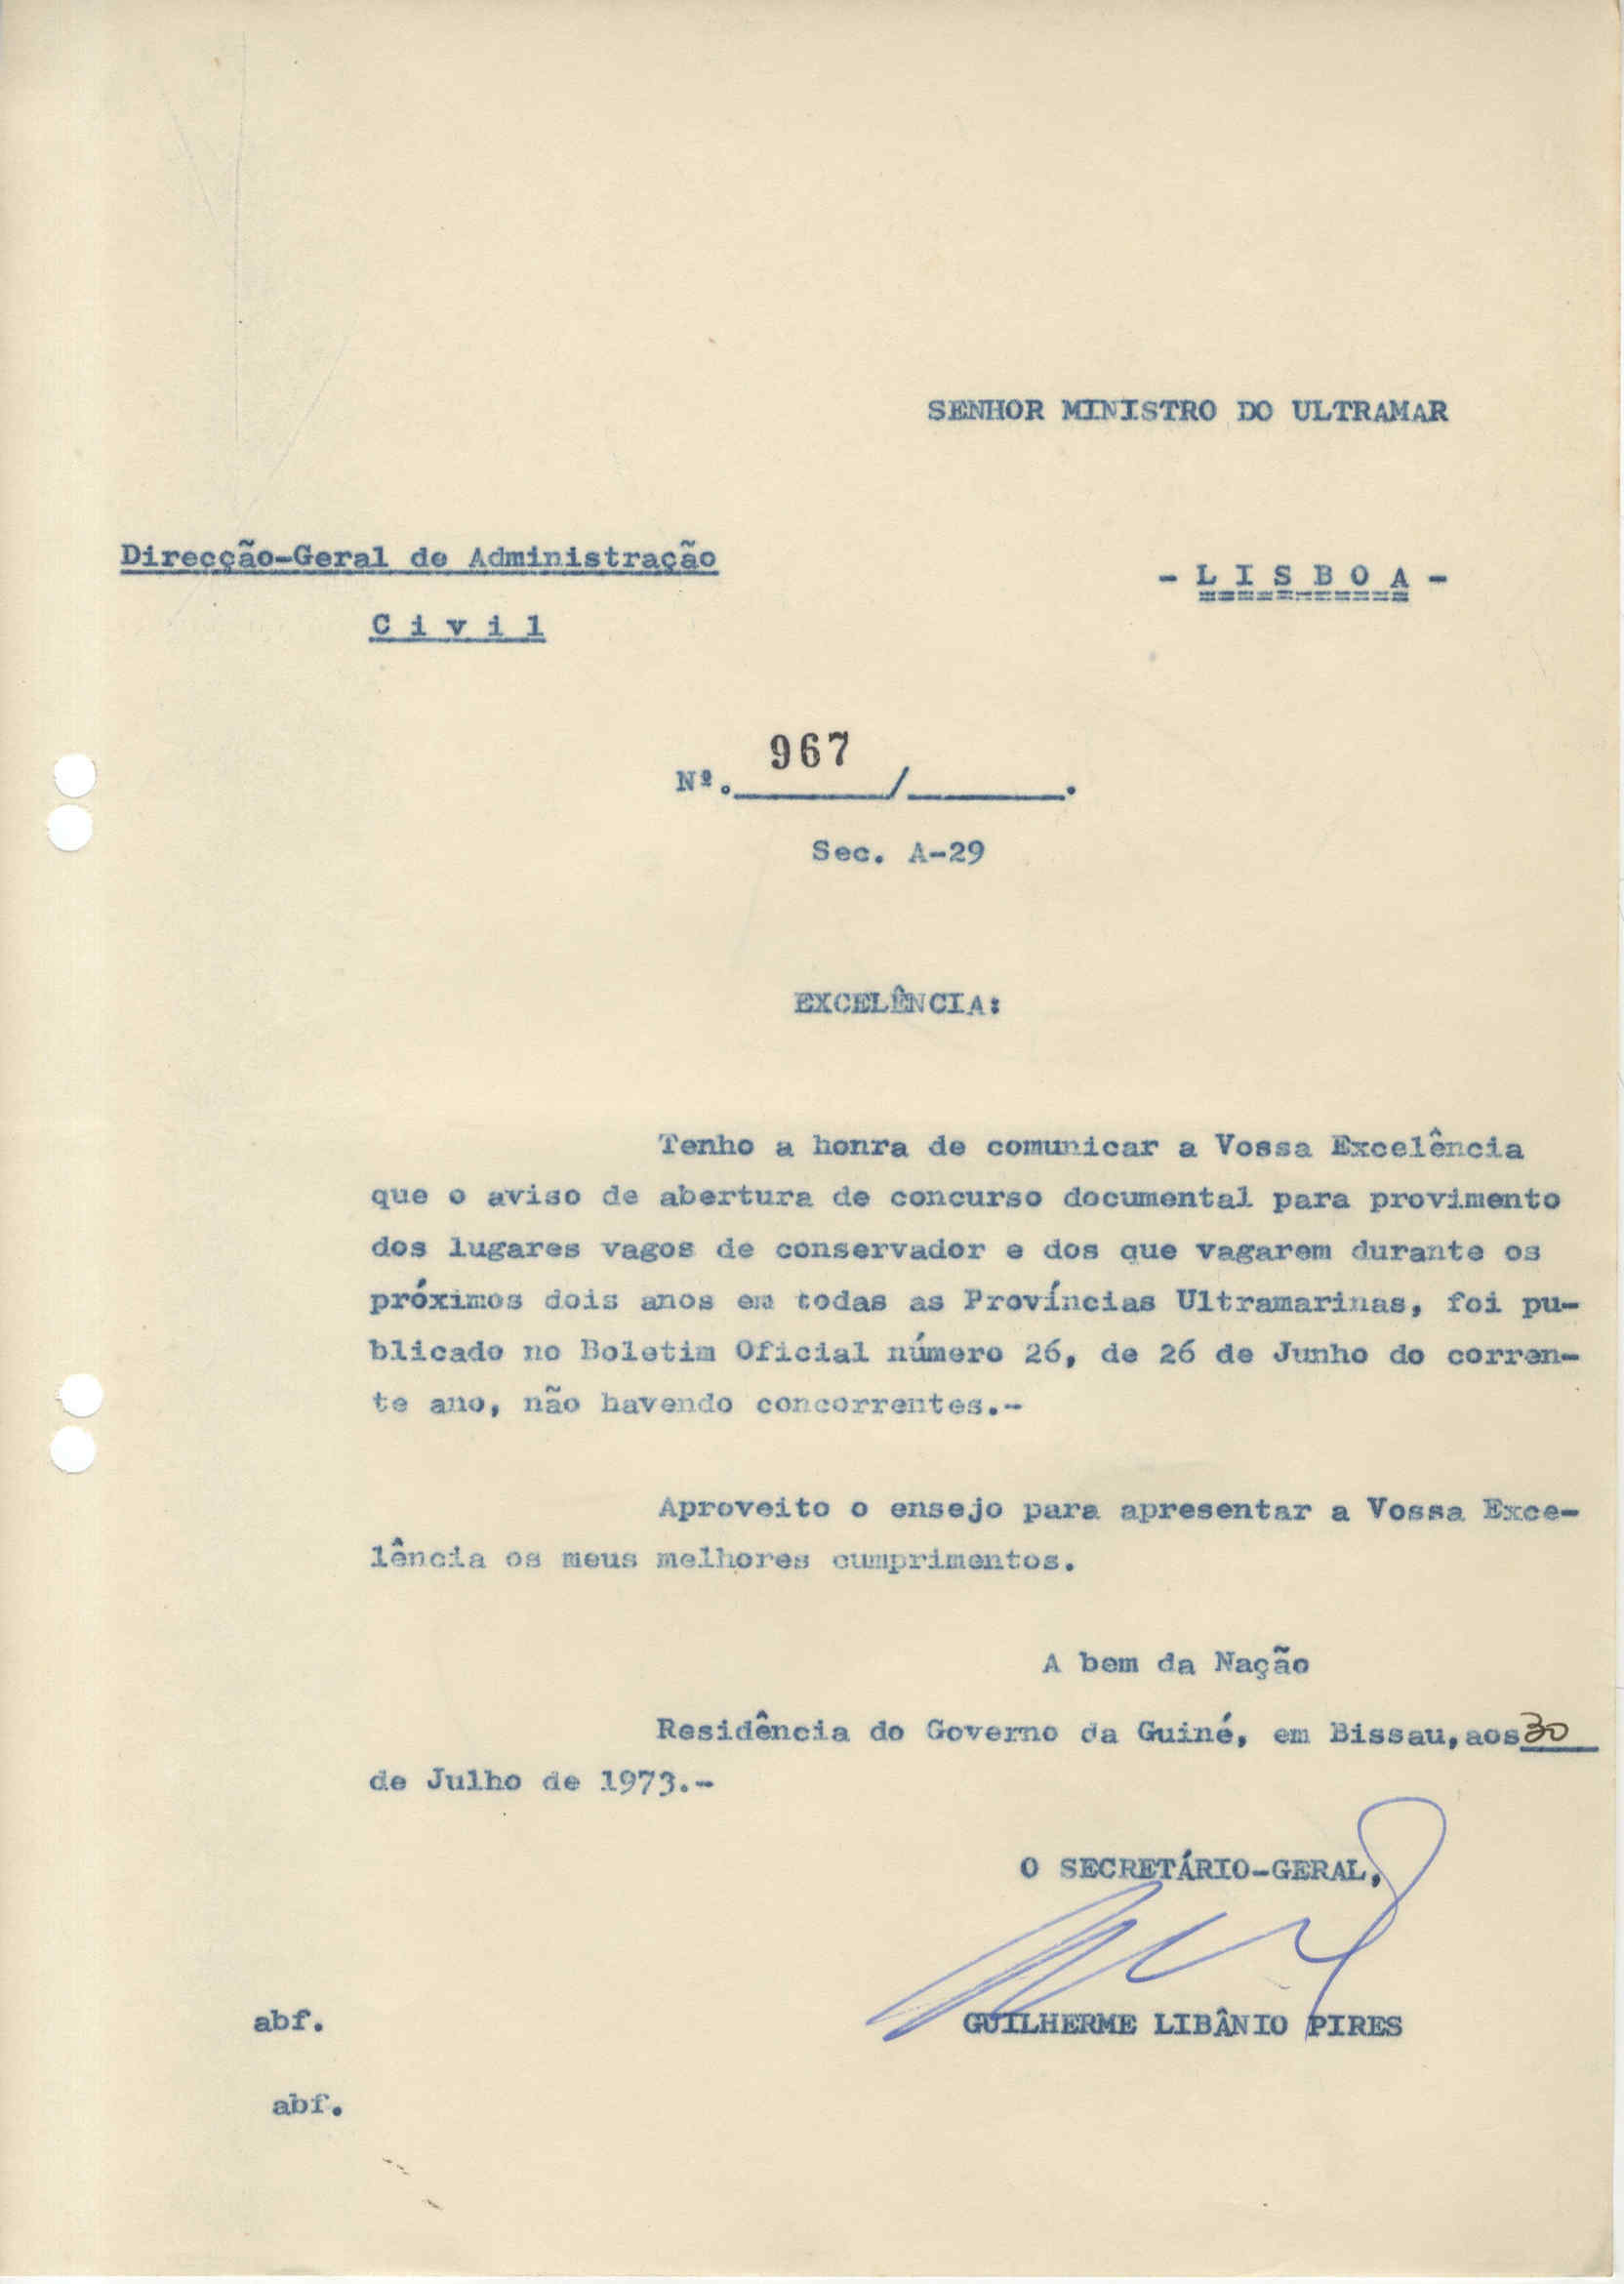 SENHOR MINISTRO DO ULTRAMAR
Direcção-Geral de Administração
C i v i l
- L I S B O A -
Nº. 967 / .
Sec. A-29
EXCELÊNCIA:
Tenho a honra de comunicar a Vossa Excelência
que o aviso de abertura de concurso documental para provimento
dos lugares vagos de conservador e dos que vagarem durante os
próximos dois anos em todas as Províncias Ultramarinas, foi pu-
blicado no Boletim Oficial número 26, de 26 de Junho do corren-
te ano, não havendo concorrentes.-
Aproveito o ensejo para apresentar a Vossa Exce-
lência os meus melhores cumprimentos.
A bem da Nação
Residência do Governo da Guiné, em Bissau, aos 30
de Julho de 1973.-
O SECRETÁRIO-GERAL,
GUILHERME LIBÂNIO PIRES
abf.
abf.